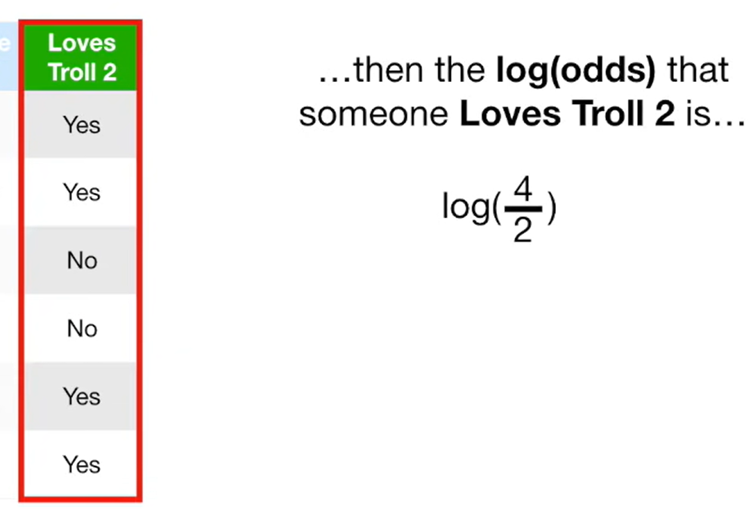 e
Loves
Troll 2
Yes
Yes
No
No
Yes
Yes
…then the log(odds) that
someone Loves Troll 2 is…
log(4/2)